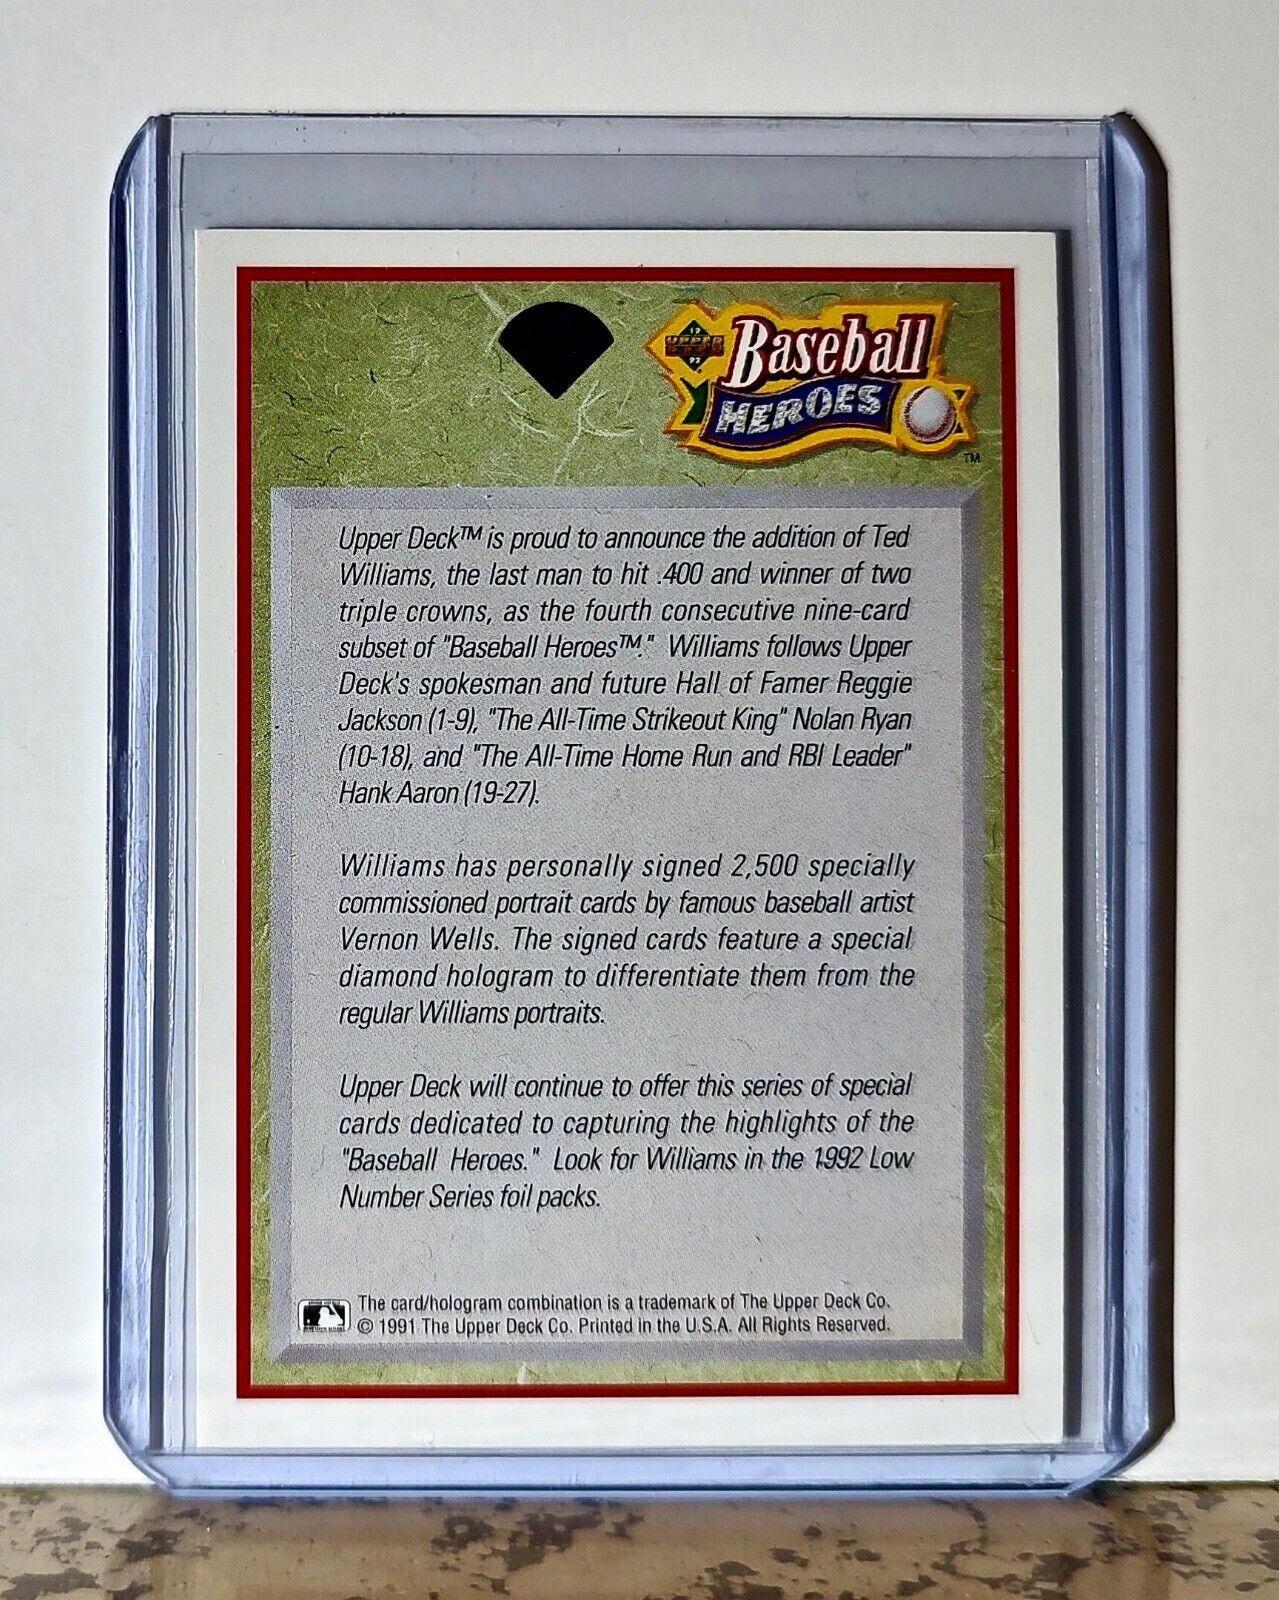 19
UPPER
DECK
92
Baseball
HEROES
TM
Upper Deck™ is proud to announce the addition of Ted
Williams, the last man to hit .400 and winner of two
triple crowns, as the fourth consecutive nine-card
subset of "Baseball Heroes™." Williams follows Upper
Deck's spokesman and future Hall of Famer Reggie
Jackson (1-9), "The All-Time Strikeout King" Nolan Ryan
(10-18), and "The All-Time Home Run and RBI Leader"
Hank Aaron (19-27).
Williams has personally signed 2,500 specially
commissioned portrait cards by famous baseball artist
Vernon Wells. The signed cards feature a special
diamond hologram to differentiate them from the
regular Williams portraits.
Upper Deck will continue to offer this series of special
cards dedicated to capturing the highlights of the
"Baseball Heroes." Look for Williams in the 1992 Low
Number Series foil packs.
The card/hologram combination is a trademark of The Upper Deck Co.
© 1991 The Upper Deck Co. Printed in the U.S.A. All Rights Reserved.